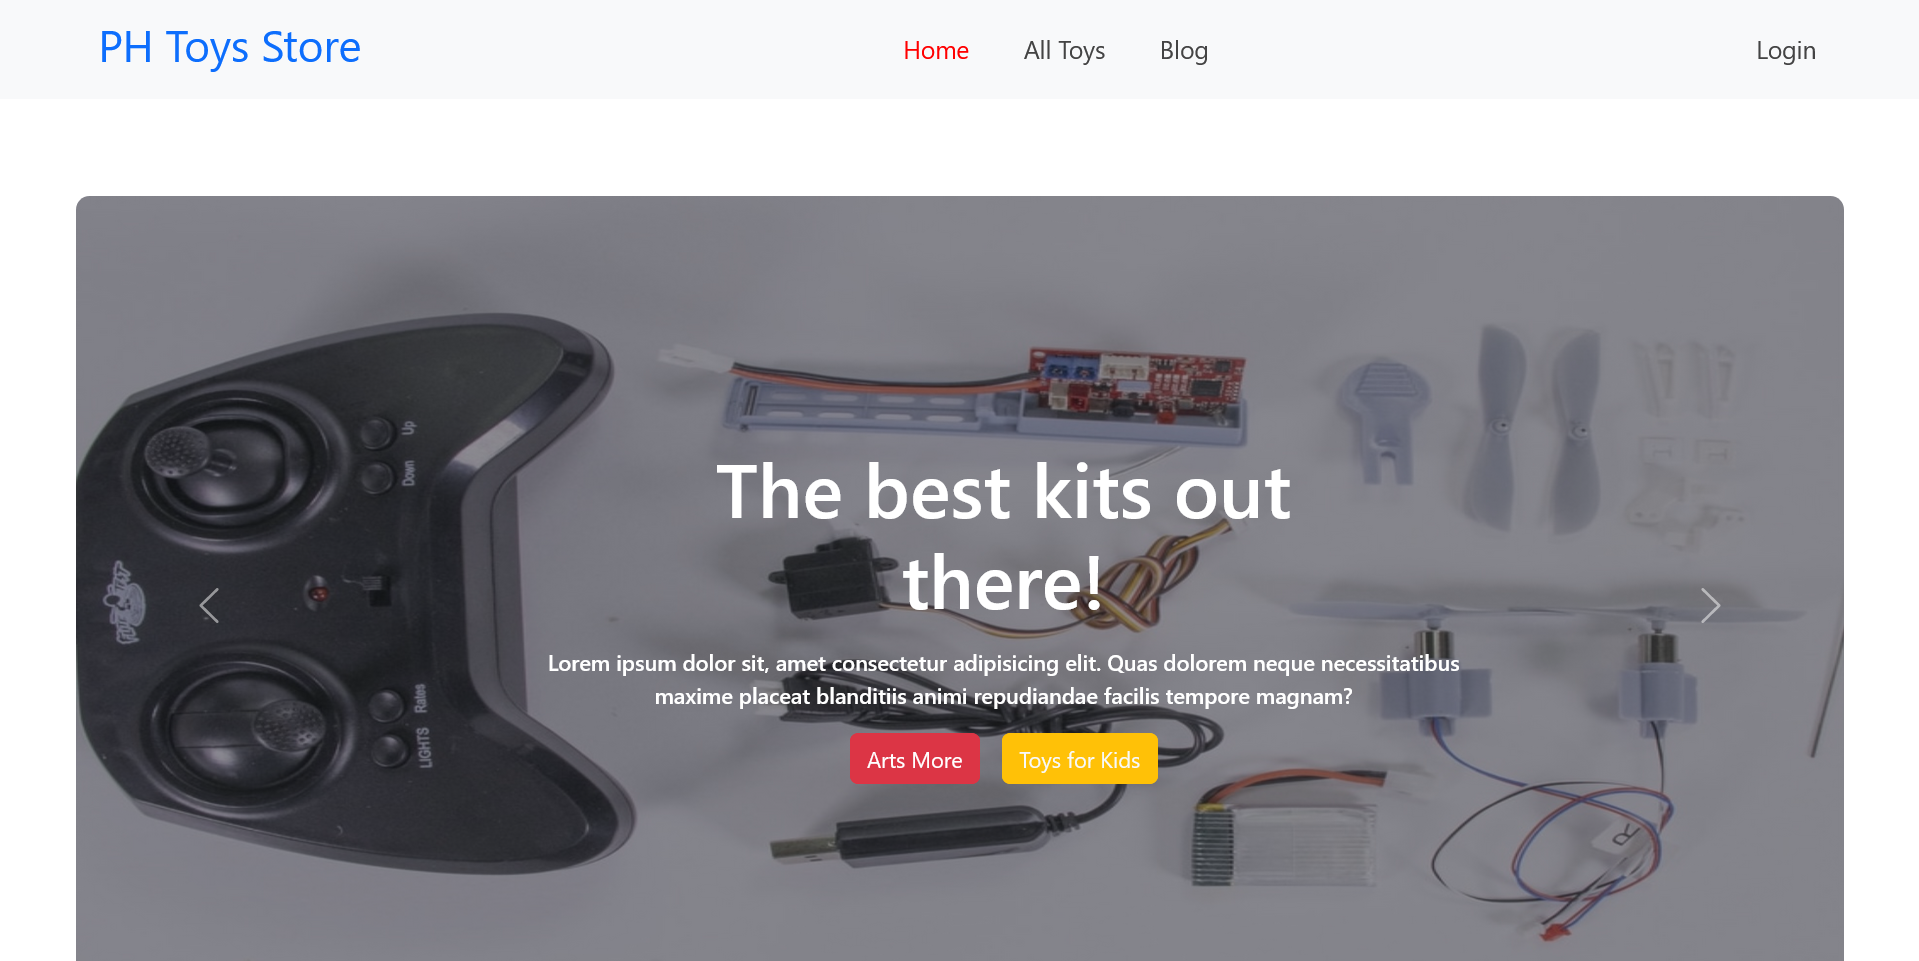 PH Toys Store
Home
All Toys
Blog
Login
Up
Down
The best kits out
there!
Lorem ipsum dolor sit, amet consectetur adipisicing elit. Quas dolorem neque necessitatibus
maxime placeat blanditiis animi repudiandae facilis tempore magnam?
Rates
LIGHTS
Arts More
Toys for Kids
R